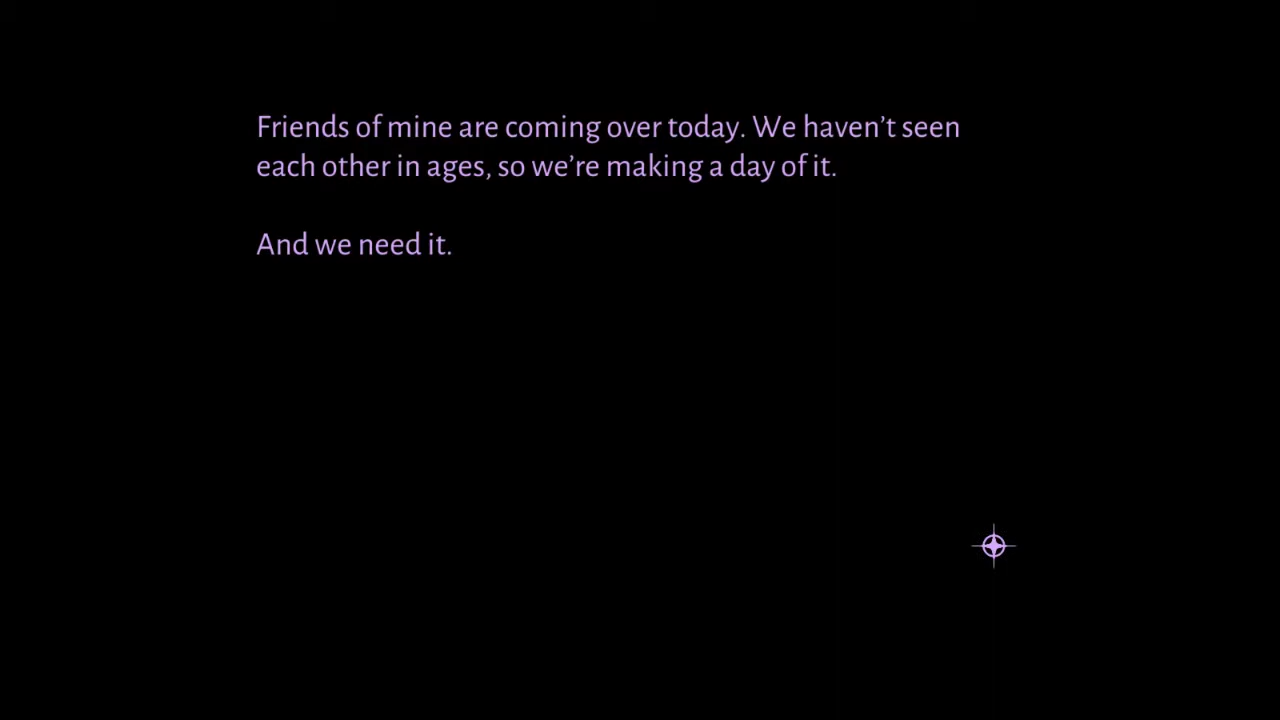 Friends of mine are coming over today. We haven’t seen
each other in ages, so we’re making a day of it.
And we need it.